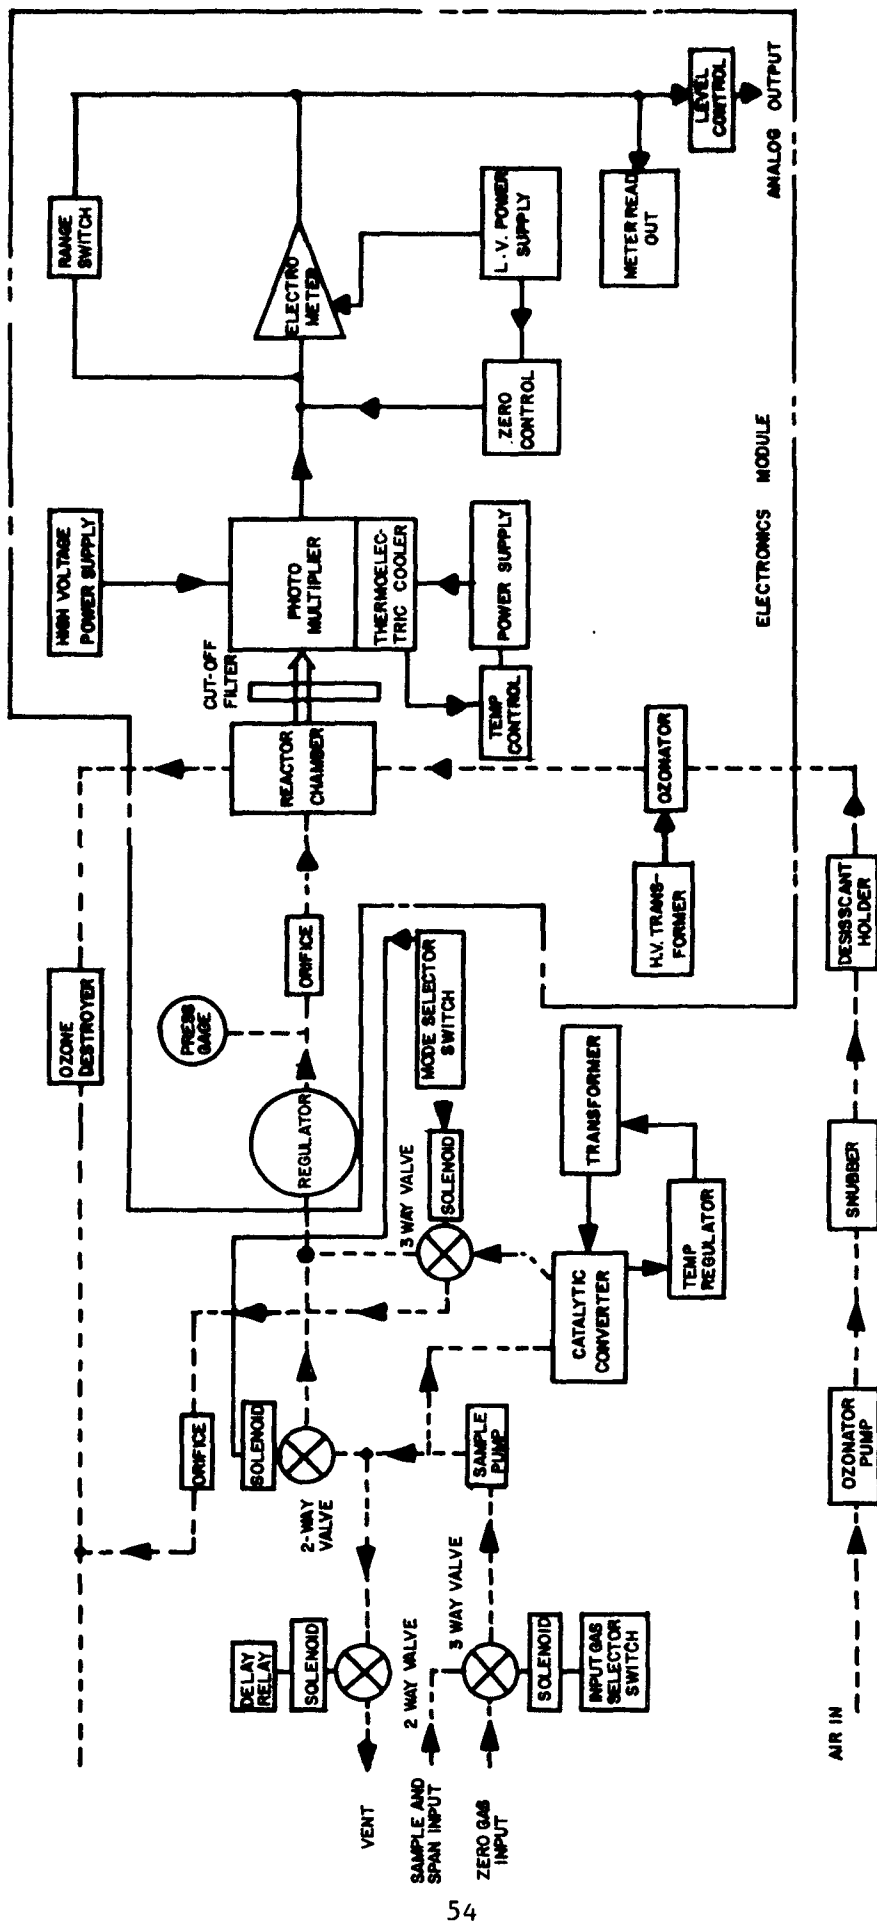 HIGH VOLTAGE
POWER SUPPLY
RANGE
SWITCH
OZONE
DESTROYER
CUT-OFF
FILTER
PRESS
GAGE
ORIFICE
DELAY
RELAY
SOLENOID
SOLENOID
2-WAY
VALVE
REGULATOR
ORIFICE
REACTOR
CHAMBER
PHOTO
MULTIPLIER
THERMOELEC-
TRIC COOLER
ELECTRO
METER
VENT
2 WAY VALVE
3 WAY VALVE
SOLENOID
MODE SELECTOR
SWITCH
TEMP
CONTROL
POWER SUPPLY
ZERO
CONTROL
L.V. POWER
SUPPLY
SAMPLE AND
SPAN INPUT
3 WAY VALVE
SAMPLE
PUMP
ZERO GAS
INPUT
SOLENOID
INPUT GAS
SELECTOR
SWITCH
CATALYTIC
CONVERTER
TRANSFORMER
TEMP
REGULATOR
H.V. TRANS-
FORMER
OZONATOR
METER READ
OUT
LEVEL
CONTROL
ANALOG OUTPUT
ELECTRONICS MODULE
AIR IN
OZONATOR
PUMP
SNUBBER
DESISSCANT
HOLDER
54